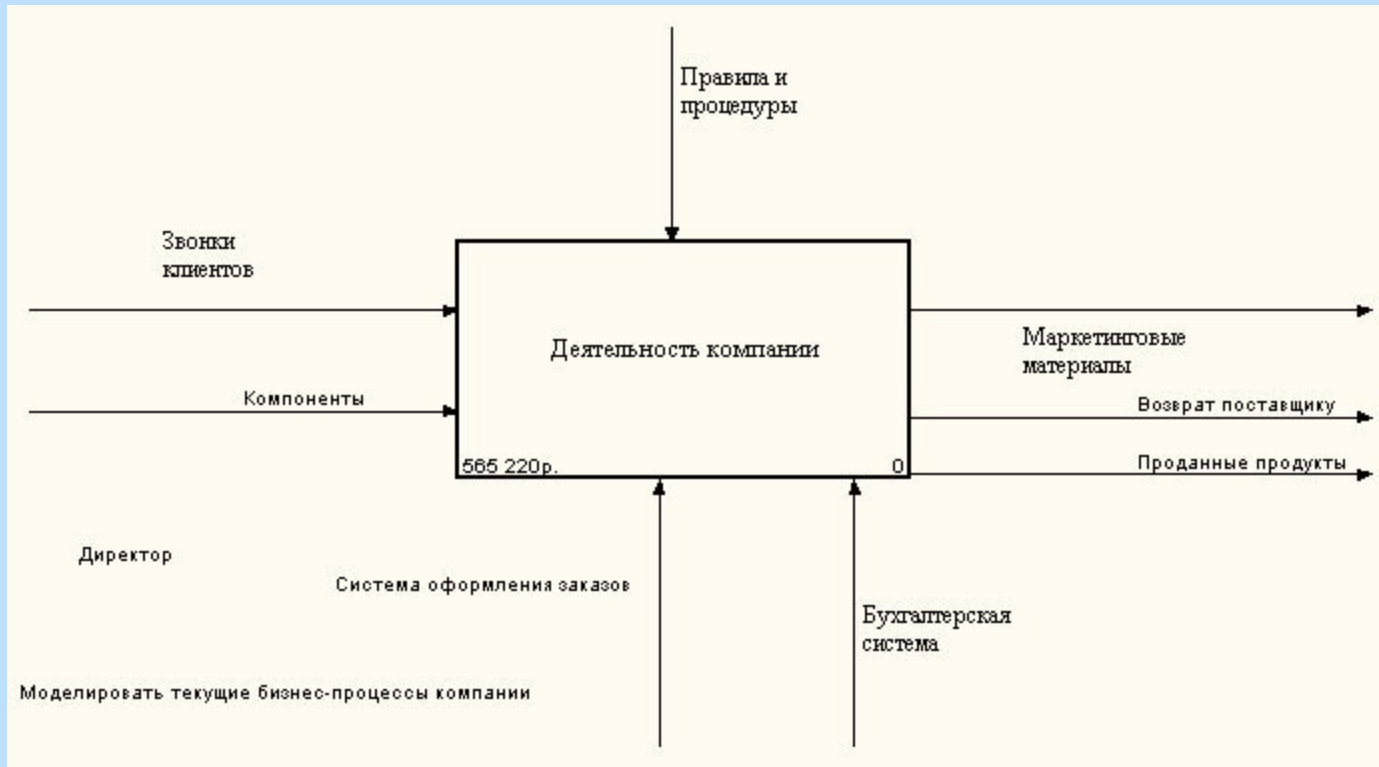 Правила и
процедуры
Звонки
клиентов
Деятельность компании
Маркетинговые
материалы
Компоненты
Возврат поставщику
565 220р.
0
Проданные продукты
Директор
Система оформления заказов
Бухгалтерская
система
Моделировать текущие бизнес-процессы компании